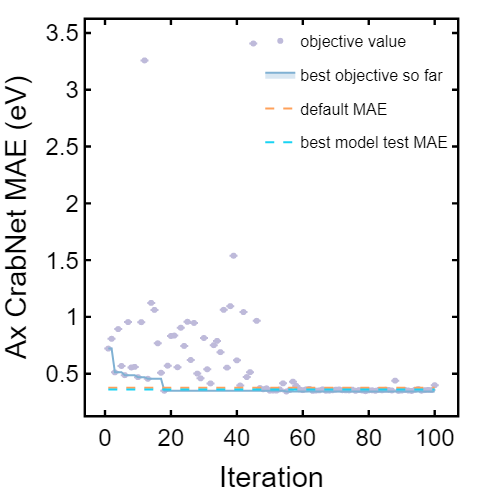 3.5
3
2.5
2
1.5
1
0.5
0
20
40
60
80
100
Ax CrabNet MAE (eV)
Iteration
objective value
best objective so far
default MAE
best model test MAE